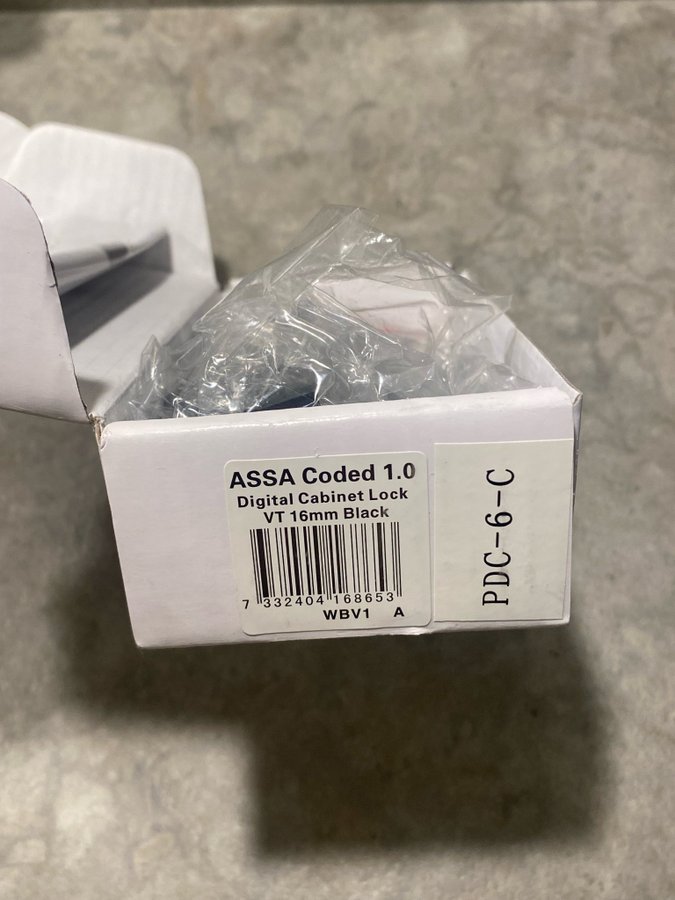 ASSA Coded 1.0
Digital Cabinet Lock
VT 16mm Black
7 332404 168653
WBV1 A
PDC-6-C